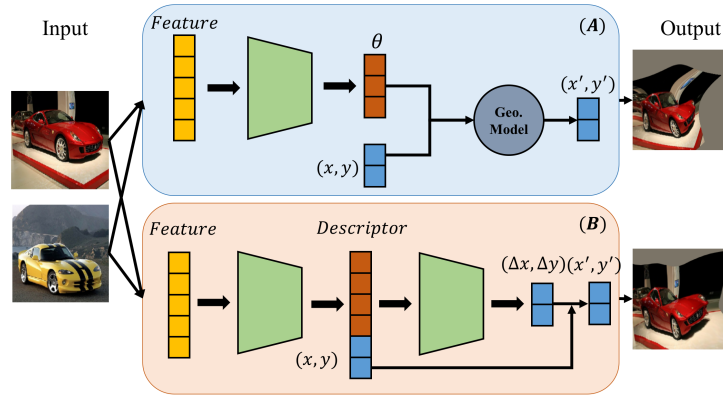 Input
Output
Feature
(A)
θ
(x′, y′)
Geo.
Model
(x, y)
(B)
Feature
Descriptor
(Δx, Δy)(x′, y′)
(x, y)